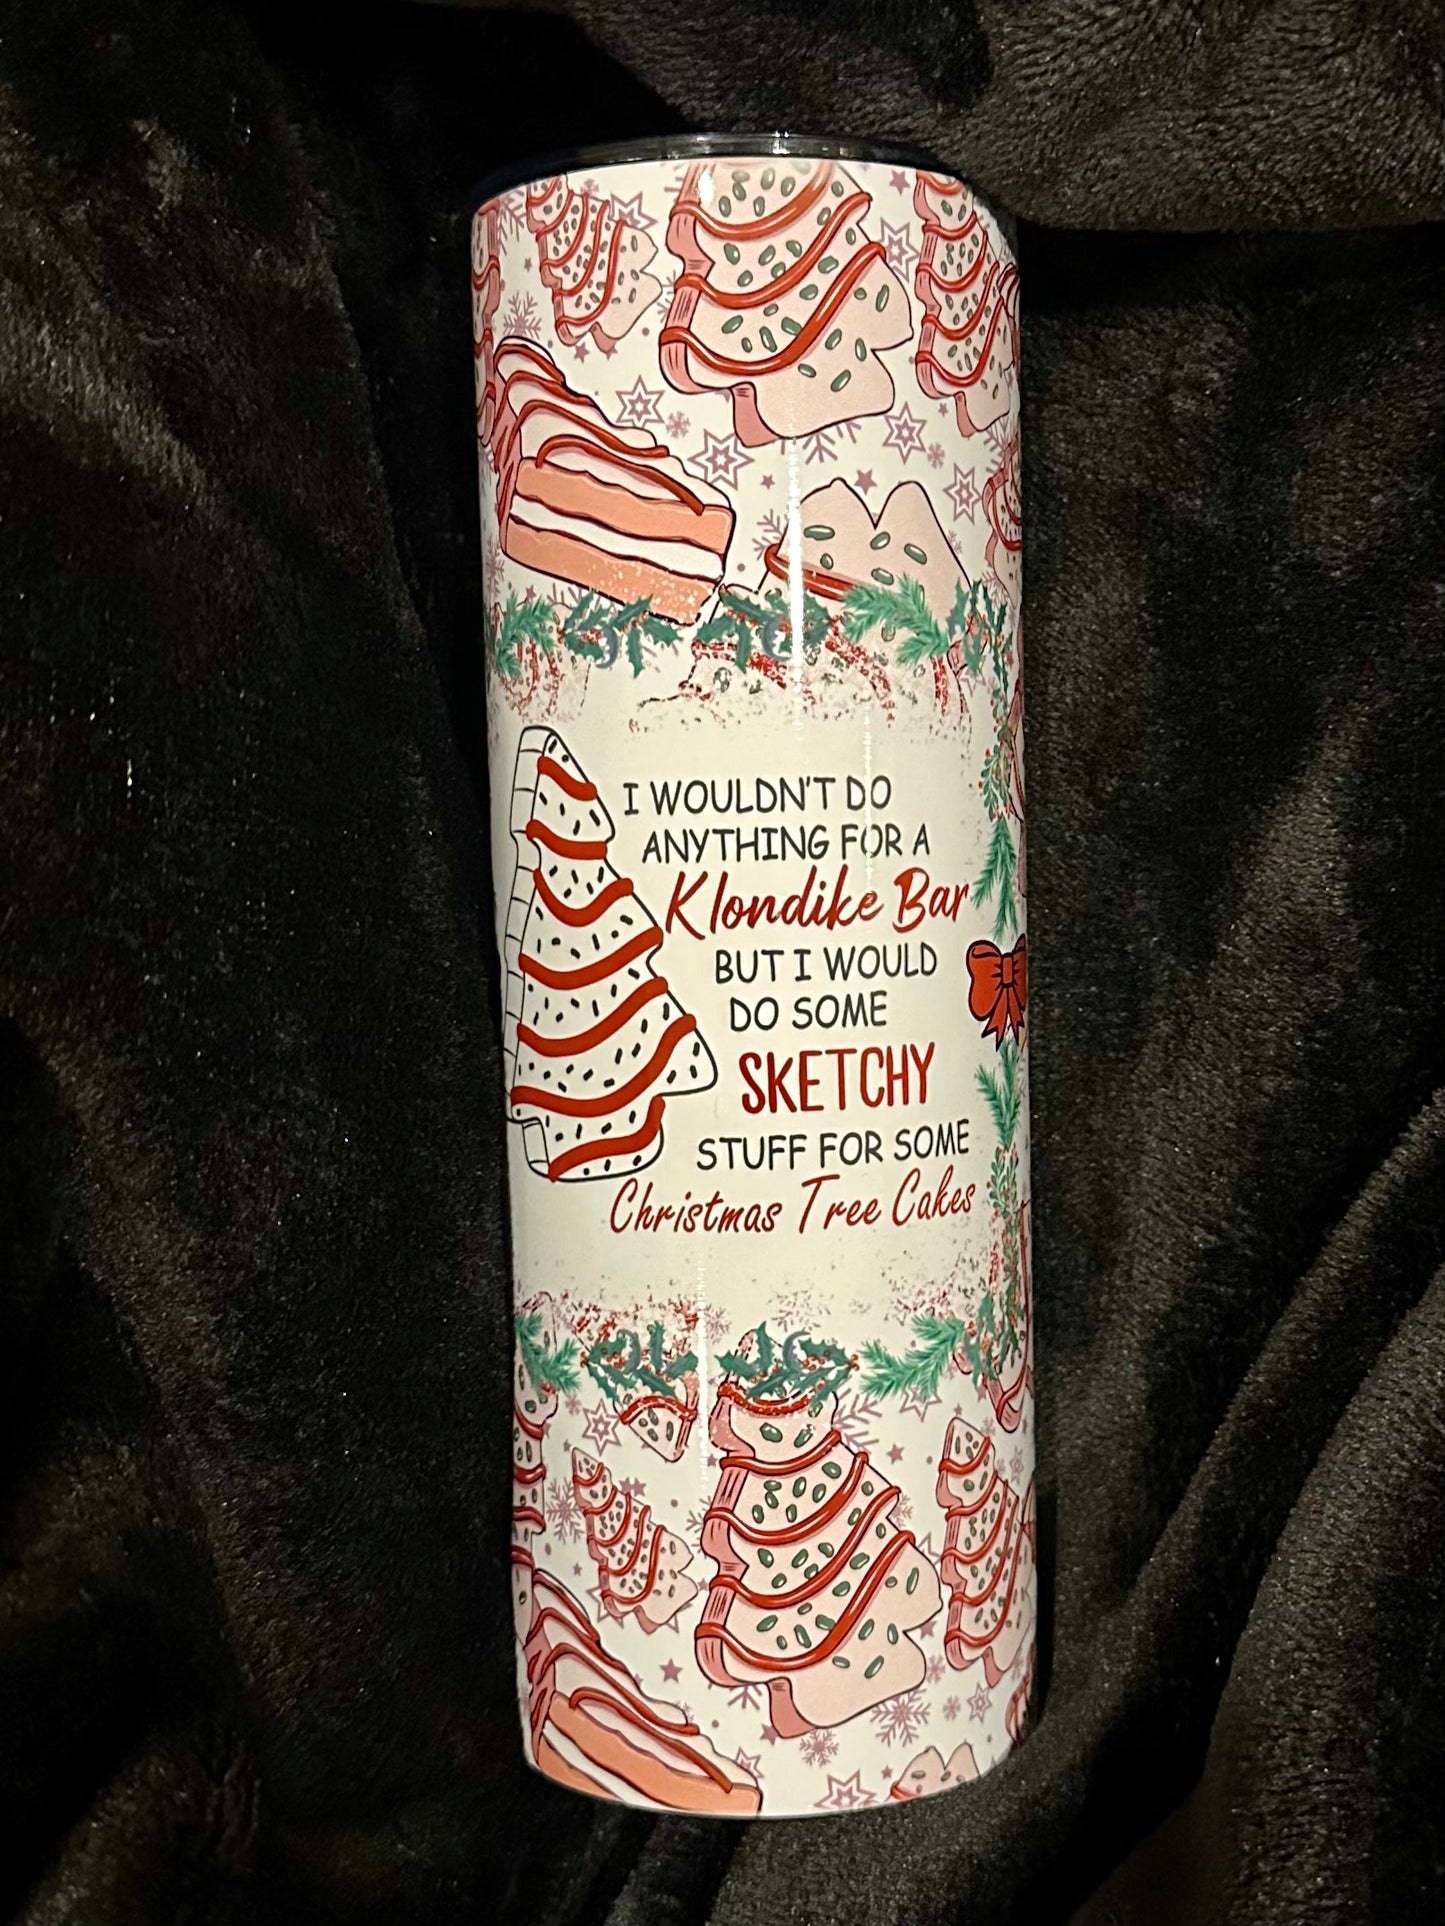 I WOULDN'T DO
ANYTHING FOR A
Klondike Bar
BUT I WOULD
DO SOME
SKETCHY
STUFF FOR SOME
Christmas Tree Cakes